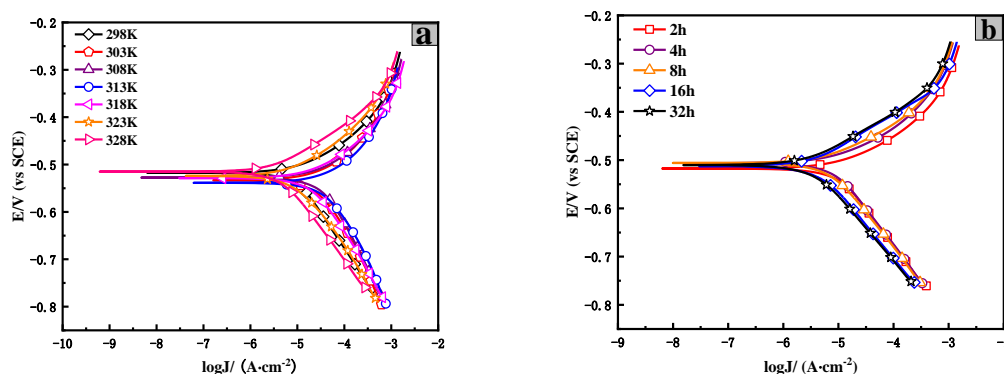 a
298K
303K
308K
313K
318K
323K
328K
E/V (vs SCE)
-0.2
-0.3
-0.4
-0.5
-0.6
-0.7
-0.8
-10 -9 -8 -7 -6 -5 -4 -3 -2
logJ/ (A·cm⁻²)
b
2h
4h
8h
16h
32h
E/V (vs SCE)
-0.2
-0.3
-0.4
-0.5
-0.6
-0.7
-0.8
-9 -8 -7 -6 -5 -4 -3 -2
logJ/ (A·cm⁻²)